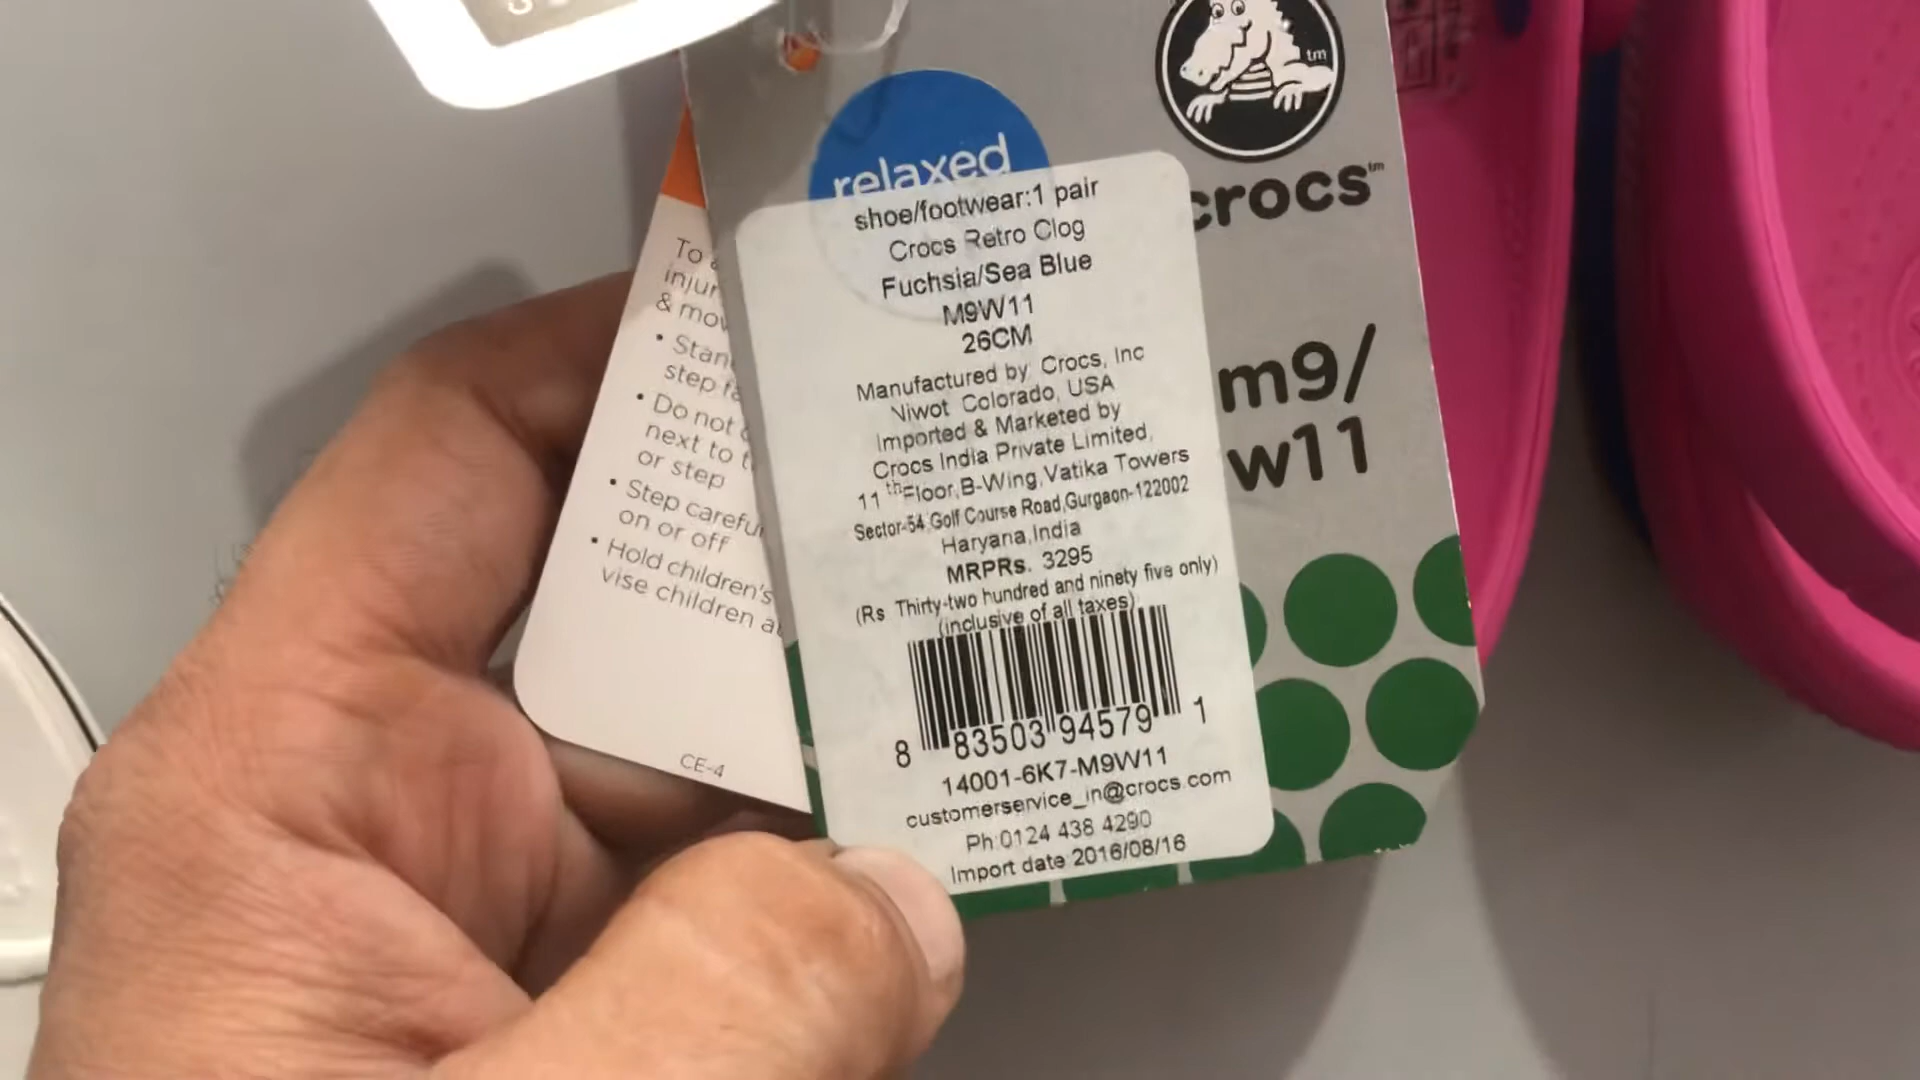 tm
relaxed
crocs™
shoe/footwear:1 pair
Crocs Retro Clog
Fuchsia/Sea Blue
M9W11
26CM
Manufactured by Crocs, Inc
Niwot Colorado, USA
Imported & Marketed by
Crocs India Private Limited,
11th Floor,B-Wing,Vatika Towers
Sector-54,Golf Course Road,Gurgaon-122002
Haryana,India
MRPRs. 3295
(Rs Thirty-two hundred and ninety five only)
(inclusive of all taxes)
8 83503 94579 1
14001-6K7-M9W11
customerservice_in@crocs.com
Ph:0124 438 4290
Import date 2016/08/16
m9/
w11
To
injur
& mov
• Stan
step fa
• Do not
next to t
or step
• Step carefu
on or off
• Hold children's
vise children at
CE-4